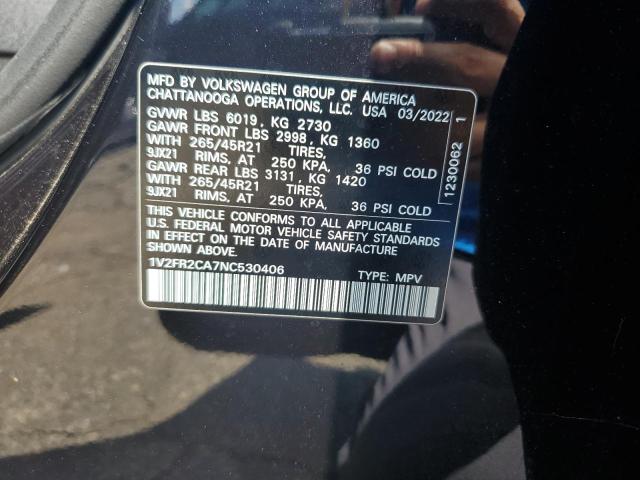 MFD BY VOLKSWAGEN GROUP OF AMERICA
CHATTANOOGA OPERATIONS, LLC. USA 03/2022
GVWR LBS 6019, KG 2730
GAWR FRONT LBS 2998, KG 1360
WITH 265/45R21 TIRES,
9JX21 RIMS, AT 250 KPA, 36 PSI COLD
GAWR REAR LBS 3131, KG 1420
WITH 265/45R21 TIRES,
9JX21 RIMS, AT 250 KPA, 36 PSI COLD
THIS VEHICLE CONFORMS TO ALL APPLICABLE
U.S. FEDERAL MOTOR VEHICLE SAFETY STANDARDS
IN EFFECT ON THE DATE OF MANUFACTURE
SHOWN ABOVE.
1V2FR2CA7NC530406 TYPE: MPV
1230062 1